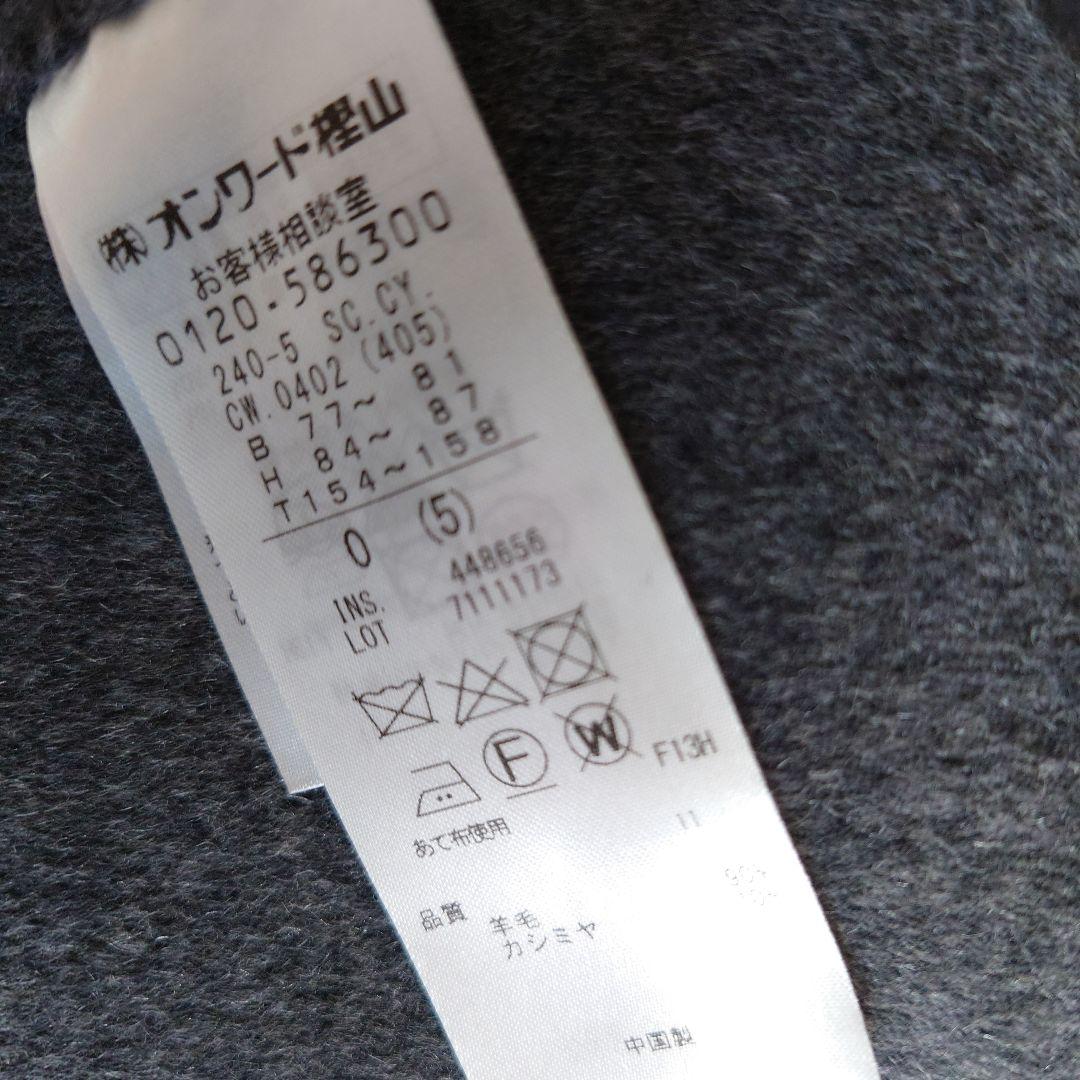 (株)オンワード樫山
お客様相談室
0120-586300
240-5 SC.CY.
CW.0402 (405)
B 77～ 81
H 84～ 87
T154～158
0 (5)
INS. 448656
LOT 7111173
F W F13H
あて布使用 11
品質 羊毛 90%
カシミヤ
中国製